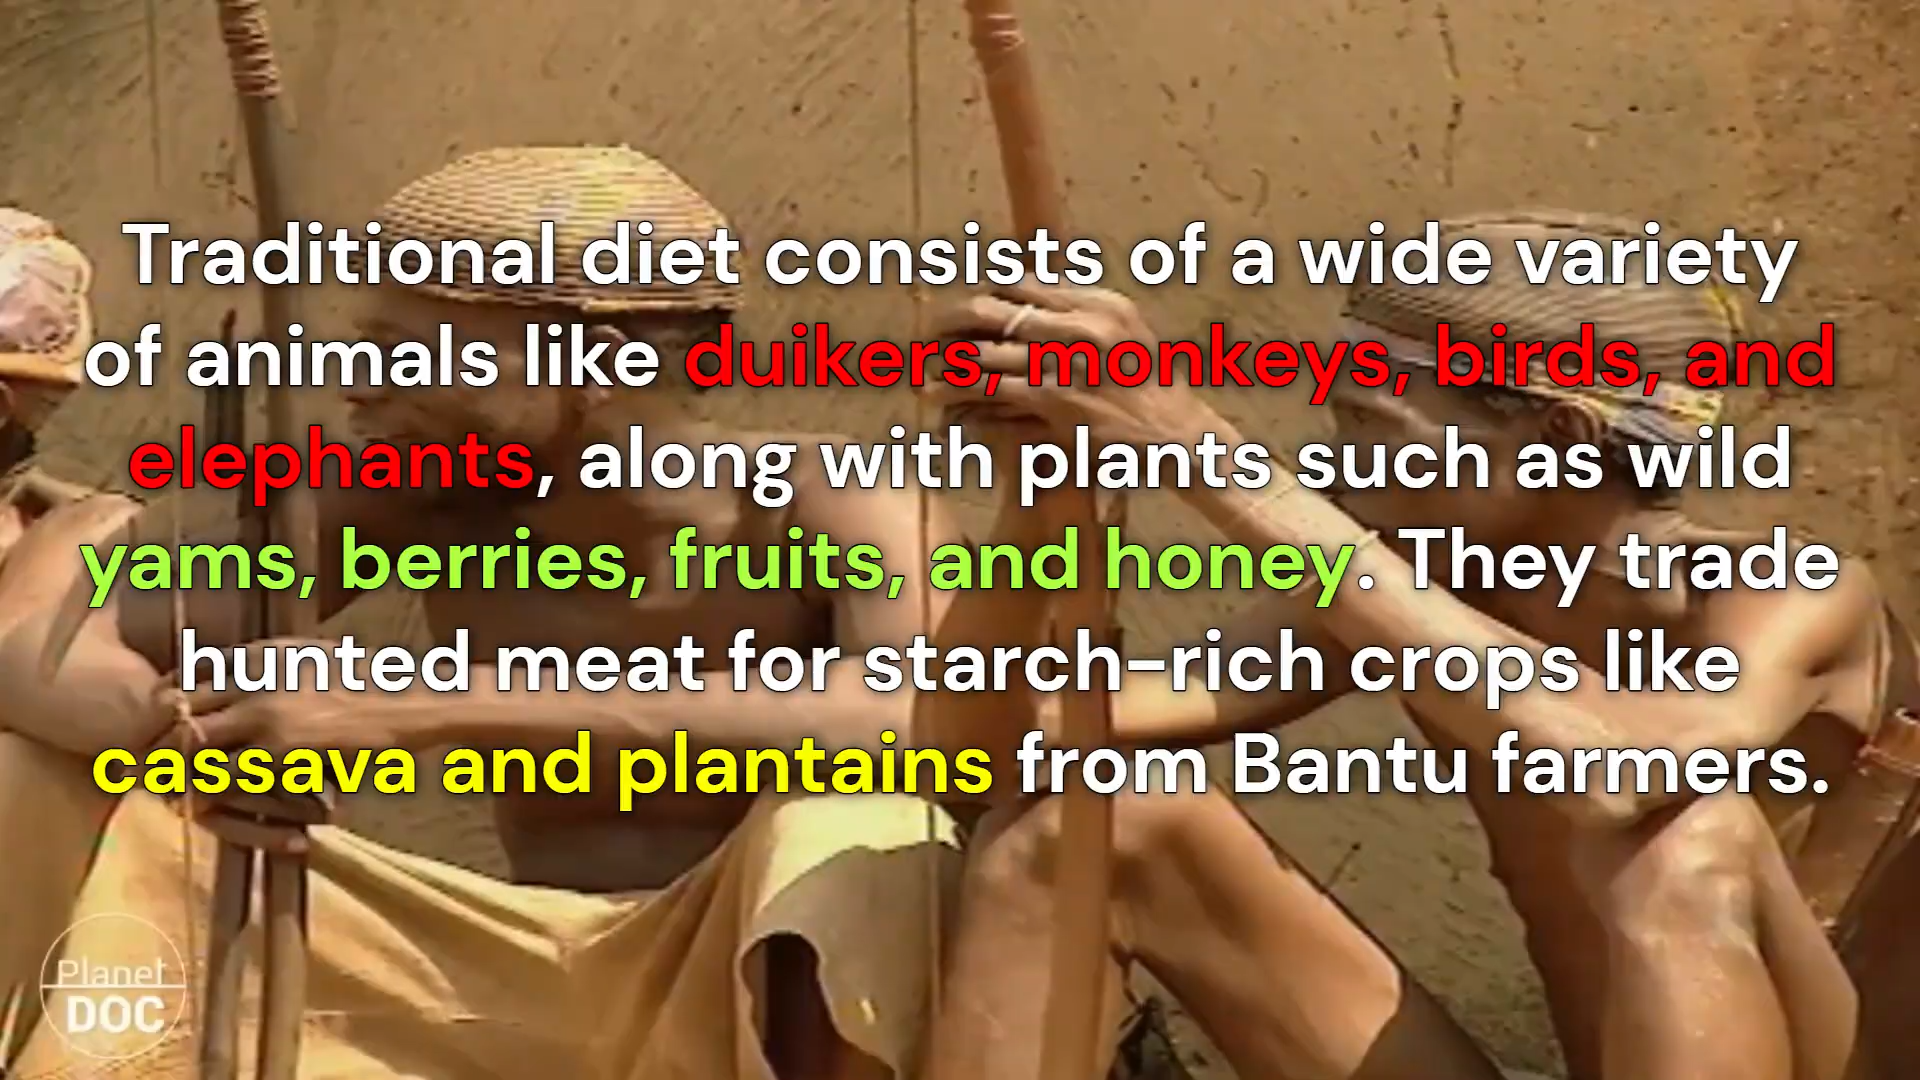 Traditional diet consists of a wide variety
of animals like duikers, monkeys, birds, and
elephants, along with plants such as wild
yams, berries, fruits, and honey. They trade
hunted meat for starch-rich crops like
cassava and plantains from Bantu farmers.
Planet
DOC